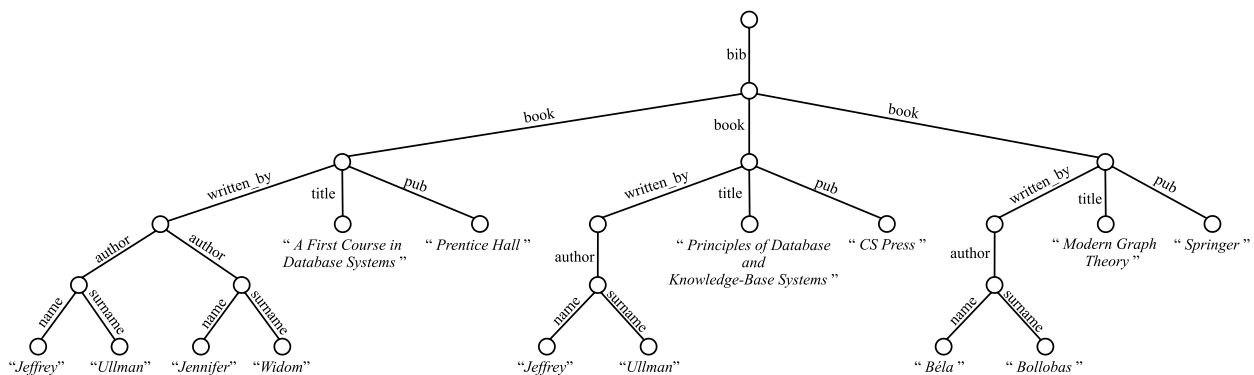 bib
book
book
book
written_by
title
pub
written_by
title
pub
written_by
title
pub
author
author
“ A First Course in
Database Systems ”
“ Prentice Hall ”
author
“ Principles of Database
and
Knowledge-Base Systems ”
“ CS Press ”
author
“ Modern Graph
Theory ”
“ Springer ”
name
surname
name
surname
name
surname
name
surname
“Jeffrey”
“Ullman”
“Jennifer”
“Widom”
“Jeffrey”
“Ullman”
“ Béla ”
“ Bollobas ”